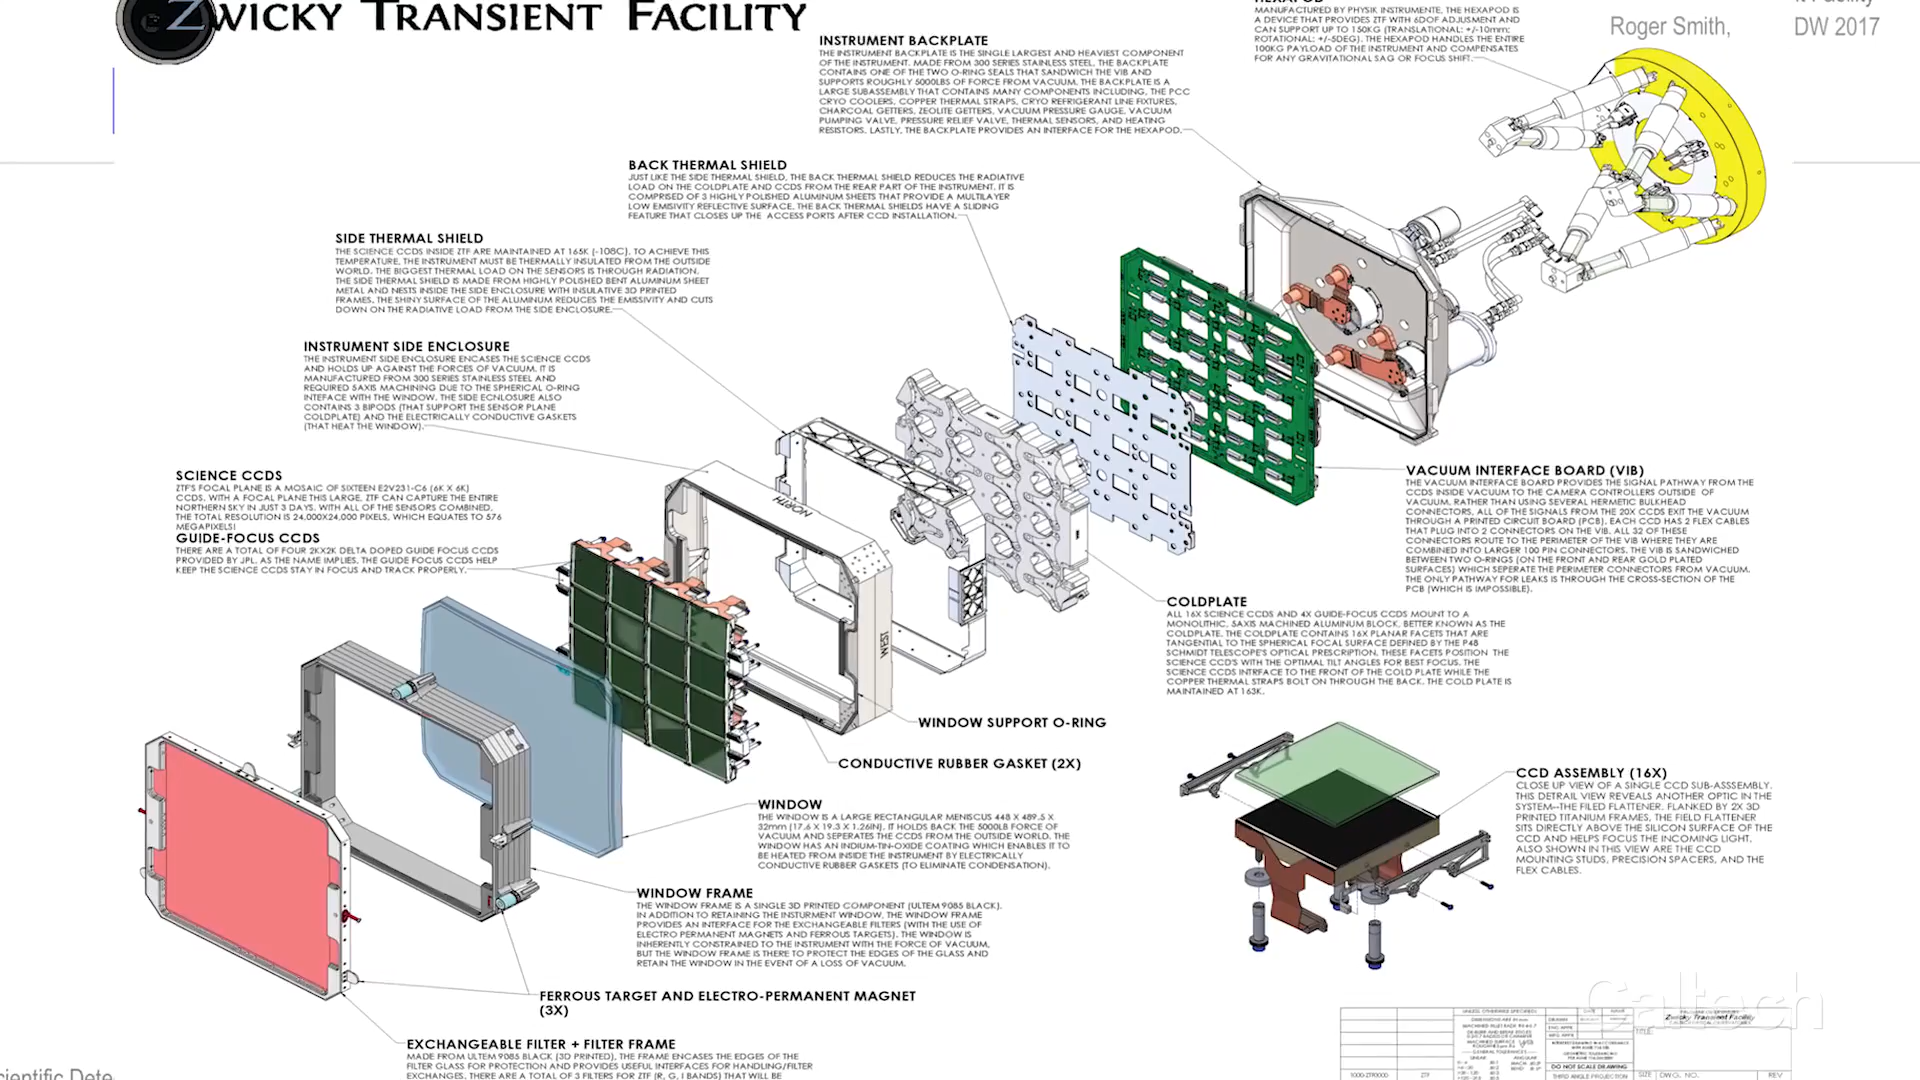 ZWICKY TRANSIENT FACILITY
Roger Smith,
DW 2017
MANUFACTURED BY PHYSIK INSTRUMENTE, THE HEXAPOD IS
A DEVICE THAT PROVIDES ZTF WITH 6DOF ADJUSMENT AND
CAN SUPPORT UP TO 150KG (TRANSLATIONAL: +/-10mm;
ROTATIONAL: +/-5DEG). THE HEXAPOD HANDLES THE ENTIRE
100KG PAYLOAD OF THE INSTRUMENT AND COMPENSATES
FOR ANY GRAVITATIONAL SAG OR FOCUS SHIFT.
INSTRUMENT BACKPLATE
THE INSTRUMENT BACKPLATE IS THE SINGLE LARGEST AND HEAVIEST COMPONENT
OF THE INSTRUMENT. MADE FROM 300 SERIES STAINLESS STEEL, THE BACKPLATE
CONTAINS ONE OF THE TWO O-RING SEALS THAT SANDWICH THE VIB AND
SUPPORTS ROUGHLY 5000LBS OF FORCE FROM VACUUM. THE BACKPLATE IS A
LARGE SUBASSEMBLY THAT CONTAINS MANY COMPONENTS INCLUDING, THE PCC
CRYO COOLERS, COPPER THERMAL STRAPS, CRYO REFRIGERANT LINE FIXTURES,
CHARCOAL GETTERS, ZEOLITE GETTERS, VACUUM PRESSURE GAUGE, VACUUM
PUMPING VALVE, PRESSURE RELIEF VALVE, THERMAL SENSORS, AND HEATING
RESISTORS. LASTLY, THE BACKPLATE PROVIDES AN INTERFACE FOR THE HEXAPOD.
BACK THERMAL SHIELD
JUST LIKE THE SIDE THERMAL SHIELD, THE BACK THERMAL SHIELD REDUCES THE RADIATIVE
LOAD ON THE COLDPLATE AND CCDS FROM THE REAR PART OF THE INSTRUMENT. IT IS
COMPRISED OF 3 HIGHLY POLISHED ALUMINUM SHEETS THAT PROVIDE A MULTILAYER
LOW EMISIVITY REFLECTIVE SURFACE. THE BACK THERMAL SHIELDS HAVE A SLIDING
FEATURE THAT CLOSES UP THE ACCESS PORTS AFTER CCD INSTALLATION.
SIDE THERMAL SHIELD
THE SCIENCE CCDS INSIDE ZTF ARE MAINTAINED AT 165K (-108C). TO ACHIEVE THIS
TEMPERATURE, THE INSTRUMENT MUST BE THERMALLY INSULATED FROM THE OUTSIDE
WORLD. THE BIGGEST THERMAL LOAD ON THE SENSORS IS THROUGH RADIATION.
THE SIDE THERMAL SHIELD IS MADE FROM HIGHLY POLISHED BENT ALUMINUM SHEET
METAL AND NESTS INSIDE THE SIDE ENCLOSURE WITH INSULATIVE 3D PRINTED
FRAMES. THE SHINY SURFACE OF THE ALUMINUM REDUCES THE EMISSIVITY AND CUTS
DOWN ON THE RADIATIVE LOAD FROM THE SIDE ENCLOSURE.
INSTRUMENT SIDE ENCLOSURE
THE INSTRUMENT SIDE ENCLOSURE ENCASES THE SCIENCE CCDS
AND HOLDS UP AGAINST THE FORCES OF VACUUM. IT IS
MANUFACTURED FROM 300 SERIES STAINLESS STEEL AND
REQUIRED 5AXIS MACHINING DUE TO THE SPHERICAL O-RING
INTEFACE WITH THE WINDOW. THE SIDE ECNLOSURE ALSO
CONTAINS 3 BIPODS (THAT SUPPORT THE SENSOR PLANE
COLDPLATE) AND THE ELECTRICALLY CONDUCTIVE GASKETS
(THAT HEAT THE WINDOW).
SCIENCE CCDS
ZTF'S FOCAL PLANE IS A MOSAIC OF SIXTEEN E2V231-C6 (6K X 6K)
CCDS. WITH A FOCAL PLANE THIS LARGE, ZTF CAN CAPTURE THE ENTIRE
NORTHERN SKY IN JUST 3 DAYS. WITH ALL OF THE SENSORS COMBINED,
THE TOTAL RESOLUTION IS 24,000X24,000 PIXELS, WHICH EQUATES TO 576
MEGAPIXELS!
GUIDE-FOCUS CCDS
THERE ARE A TOTAL OF FOUR 2KX2K DELTA DOPED GUIDE FOCUS CCDS
PROVIDED BY JPL. AS THE NAME IMPLIES, THE GUIDE FOCUS CCDS HELP
KEEP THE SCIENCE CCDS STAY IN FOCUS AND TRACK PROPERLY.
NORTH
WEST
VACUUM INTERFACE BOARD (VIB)
THE VACUUM INTERFACE BOARD PROVIDES THE SIGNAL PATHWAY FROM THE
CCDS INSIDE VACUUM TO THE CAMERA CONTROLLERS OUTSIDE OF
VACUUM. RATHER THAN USING SEVERAL HERMETIC BULKHEAD
CONNECTORS, ALL OF THE SIGNALS FROM THE 20X CCDS EXIT THE VACUUM
THROUGH A PRINTED CIRCUIT BOARD (PCB). EACH CCD HAS 2 FLEX CABLES
THAT PLUG INTO 2 CONNECTORS ON THE VIB. ALL 32 OF THESE
CONNECTORS ROUTE TO THE PERIMETER OF THE VIB WHERE THEY ARE
COMBINED INTO LARGER 100 PIN CONNECTORS. THE VIB IS SANDWICHED
BETWEEN TWO O-RINGS (ON THE FRONT AND REAR GOLD PLATED
SURFACES) WHICH SEPERATE THE PERIMETER CONNECTORS FROM VACUUM.
THE ONLY PATHWAY FOR LEAKS IS THROUGH THE CROSS-SECTION OF THE
PCB (WHICH IS IMPOSSIBLE).
COLDPLATE
ALL 16X SCIENCE CCDS AND 4X GUIDE-FOCUS CCDS MOUNT TO A
MONOLITHIC, 5AXIS MACHINED ALUMINUM BLOCK, BETTER KNOWN AS THE
COLDPLATE. THE COLDPLATE CONTAINS 16X PLANAR FACETS THAT ARE
TANGENTIAL TO THE SPHERICAL FOCAL SURFACE DEFINED BY THE P48
SCHMIDT TELESCOPE'S OPTICAL PRESCRIPTION. THESE FACETS POSITION THE
SCIENCE CCD'S WITH THE OPTIMAL TILT ANGLES FOR BEST FOCUS. THE
SCIENCE CCDS INTRFACE TO THE FRONT OF THE COLD PLATE WHILE THE
COPPER THERMAL STRAPS BOLT ON THROUGH THE BACK. THE COLD PLATE IS
MAINTAINED AT 163K.
WINDOW SUPPORT O-RING
CONDUCTIVE RUBBER GASKET (2X)
CCD ASSEMBLY (16X)
CLOSE UP VIEW OF A SINGLE CCD SUB-ASSSEMBLY.
THIS DETRAIL VIEW REVEALS ANOTHER OPTIC IN THE
SYSTEM--THE FILED FLATTENER. FLANKED BY 2X 3D
PRINTED TITANIUM FRAMES, THE FIELD FLATTENER
SITS DIRECTLY ABOVE THE SILICON SURFACE OF THE
CCD AND HELPS FOCUS THE INCOMING LIGHT.
ALSO SHOWN IN THIS VIEW ARE THE CCD
MOUNTING STUDS, PRECISION SPACERS, AND THE
FLEX CABLES.
WINDOW
THE WINDOW IS A LARGE RECTANGULAR MENISCUS 448 X 489.5 X
32mm (17.6 X 19.3 X 1.26IN). IT HOLDS BACK THE 5000LB FORCE OF
VACUUM AND SEPERATES THE CCDS FROM THE OUTSIDE WORLD. THE
WINDOW HAS AN INDIUM-TIN-OXIDE COATING WHICH ENABLES IT TO
BE HEATED FROM INSIDE THE INSTRUMENT BY ELECTRICALLY
CONDUCTIVE RUBBER GASKETS (TO ELIMINATE CONDENSATION).
WINDOW FRAME
THE WINDOW FRAME IS A SINGLE 3D PRINTED COMPONENT (ULTEM 9085 BLACK).
IN ADDITION TO RETAINING THE INSTURMENT WINDOW, THE WINDOW FRAME
PROVIDES AN INTERFACE FOR THE EXCHANGEABLE FILTERS (WITH THE USE OF
ELECTRO PERMANENT MAGNETS AND FERROUS TARGETS). THE WINDOW IS
INHERENTLY CONSTRAINED TO THE INSTRUMENT WITH THE FORCE OF VACUUM,
BUT THE WINDOW FRAME IS THERE TO PROTECT THE EDGES OF THE GLASS AND
RETAIN THE WINDOW IN THE EVENT OF A LOSS OF VACUUM.
FERROUS TARGET AND ELECTRO-PERMANENT MAGNET
(3X)
EXCHANGEABLE FILTER + FILTER FRAME
MADE FROM ULTEM 9085 BLACK (3D PRINTED), THE FRAME ENCASES THE EDGES OF THE
FILTER GLASS FOR PROTECTION AND PROVIDES USEFUL INTERFACES FOR HANDLING/FILTER
EXCHANGES. THERE ARE A TOTAL OF 3 FILTERS FOR ZTF (R, G, I BANDS) THAT WILL BE
Caltech
Zwicky Transient Facility
DO NOT SCALE DRAWING
THIRD ANGLE PROJECTION
SIZE
DWG. NO.
REV